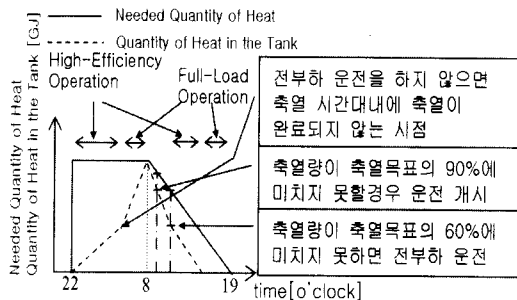 Needed Quantity of Heat
Quantity of Heat in the Tank
High-Efficiency
Operation
Full-Load
Operation
전부하 운전을 하지 않으면
축열 시간대내에 축열이
완료되지 않는 시점
축열량이 축열목표의 90%에
미치지 못할경우 운전 개시
축열량이 축열목표의 60%에
미치지 못하면 전부하 운전
Needed Quantity of Heat
Quantity of Heat in the Tank [GJ]
22
8
19
time[o'clock]